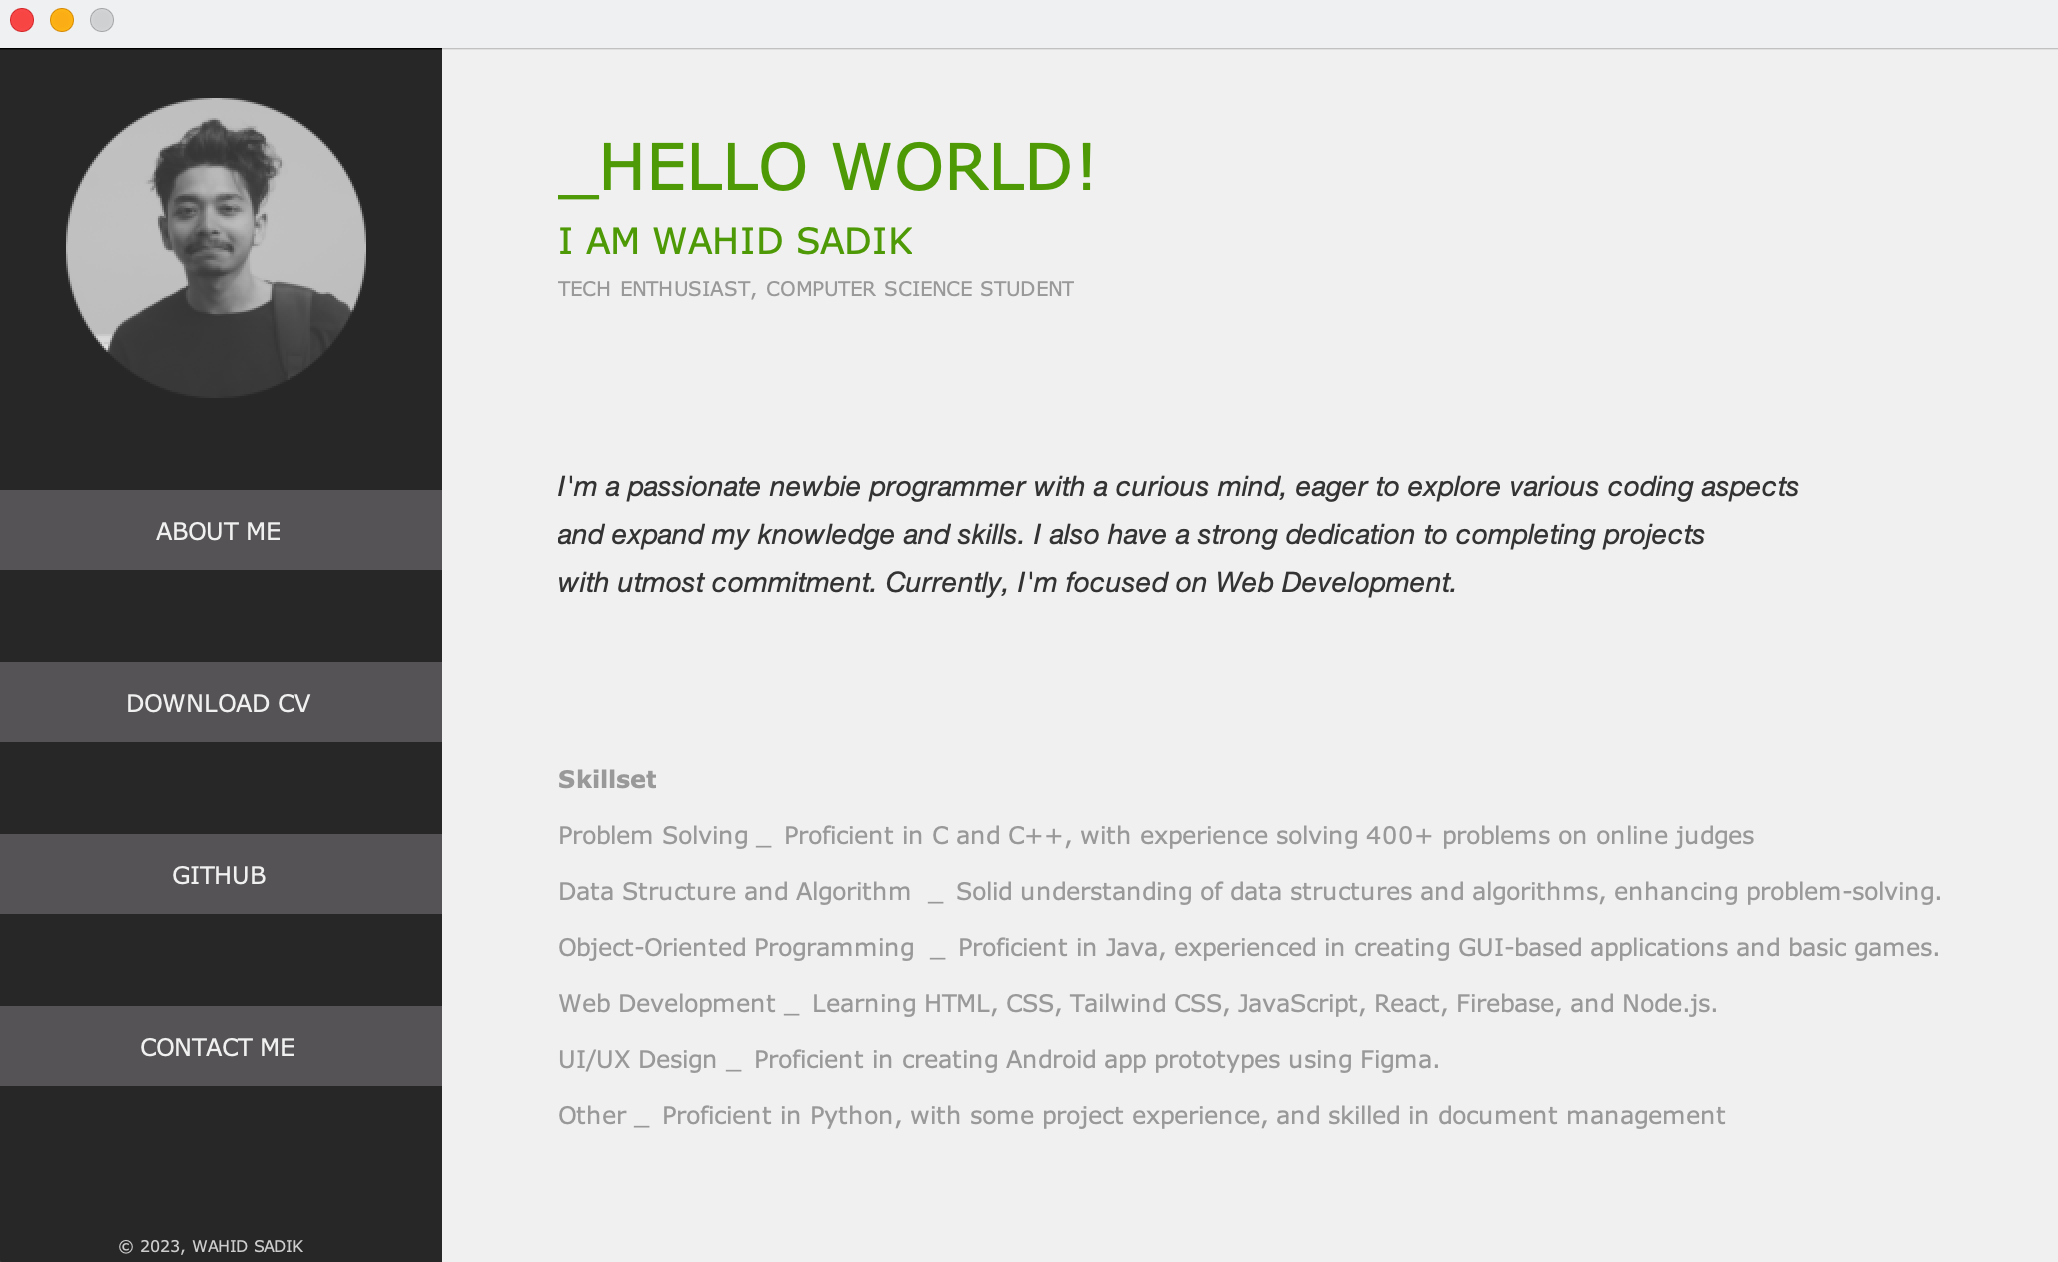 ABOUT ME
DOWNLOAD CV
GITHUB
CONTACT ME
© 2023, WAHID SADIK
_HELLO WORLD!
I AM WAHID SADIK
TECH ENTHUSIAST, COMPUTER SCIENCE STUDENT
I'm a passionate newbie programmer with a curious mind, eager to explore various coding aspects
and expand my knowledge and skills. I also have a strong dedication to completing projects
with utmost commitment. Currently, I'm focused on Web Development.
Skillset
Problem Solving _ Proficient in C and C++, with experience solving 400+ problems on online judges
Data Structure and Algorithm _ Solid understanding of data structures and algorithms, enhancing problem-solving.
Object-Oriented Programming _ Proficient in Java, experienced in creating GUI-based applications and basic games.
Web Development _ Learning HTML, CSS, Tailwind CSS, JavaScript, React, Firebase, and Node.js.
UI/UX Design _ Proficient in creating Android app prototypes using Figma.
Other _ Proficient in Python, with some project experience, and skilled in document management